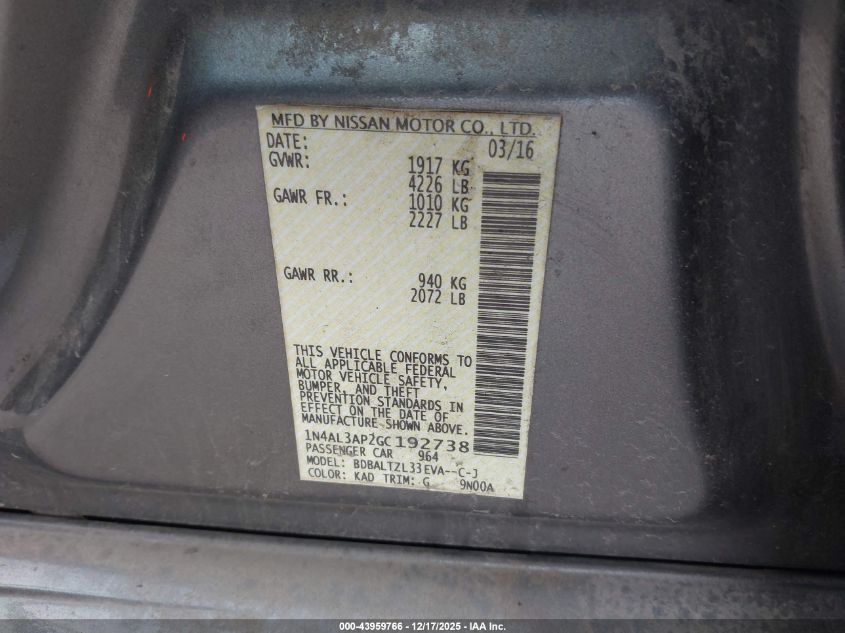 MFD BY NISSAN MOTOR CO., LTD.
DATE: 03/16
GVWR: 1917 KG
4226 LB
GAWR FR.: 1010 KG
2227 LB
GAWR RR.: 940 KG
2072 LB
THIS VEHICLE CONFORMS TO
ALL APPLICABLE FEDERAL
MOTOR VEHICLE SAFETY,
BUMPER, AND THEFT
PREVENTION STANDARDS IN
EFFECT ON THE DATE OF
MANUFACTURE SHOWN ABOVE.
1N4AL3AP2GC192738
PASSENGER CAR 964
MODEL: BDBALTZL33EVA--C-J
COLOR: KAD TRIM: G 9N00A
000-43959766 - 12/17/2025 - IAA Inc.